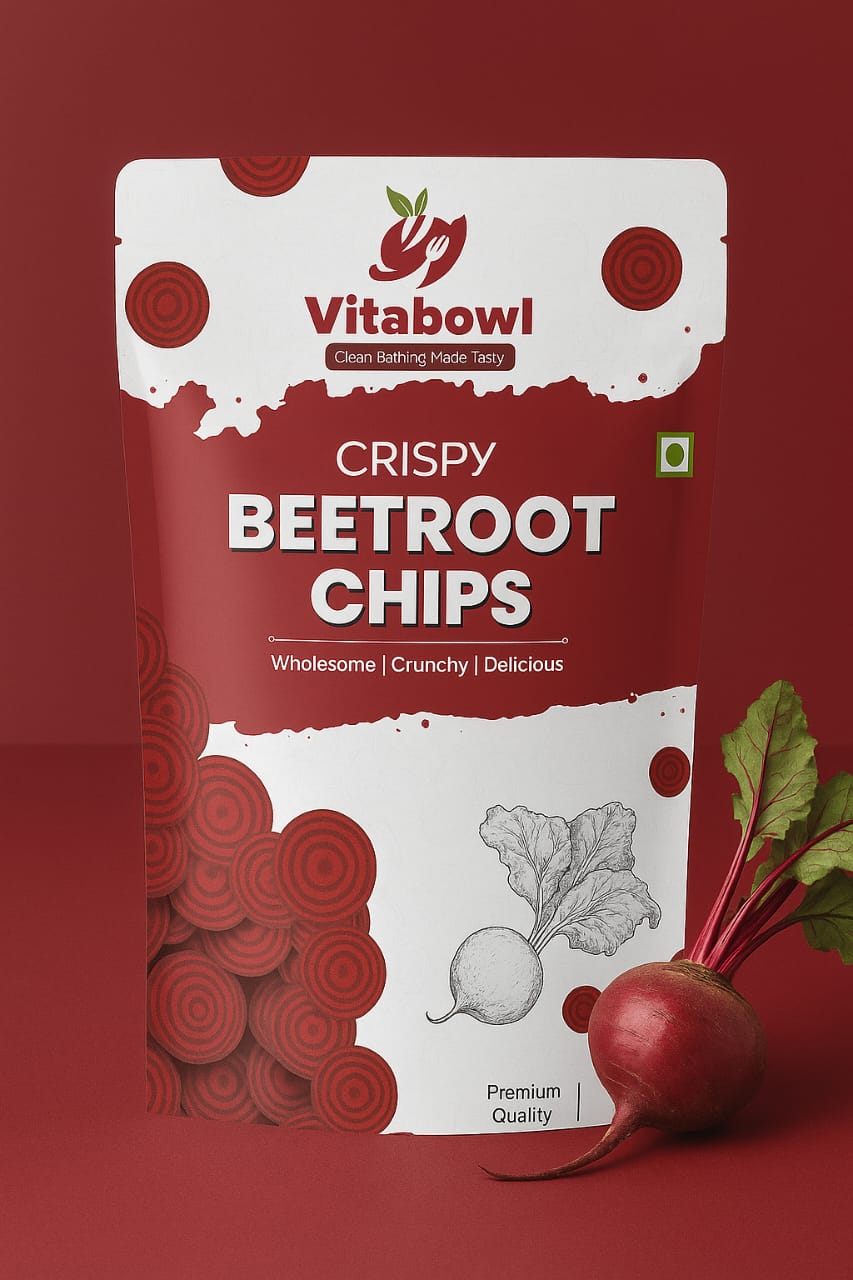 Vitabowl
Clean Bathing Made Tasty
CRISPY
BEETROOT
CHIPS
Wholesome | Crunchy | Delicious
Premium
Quality